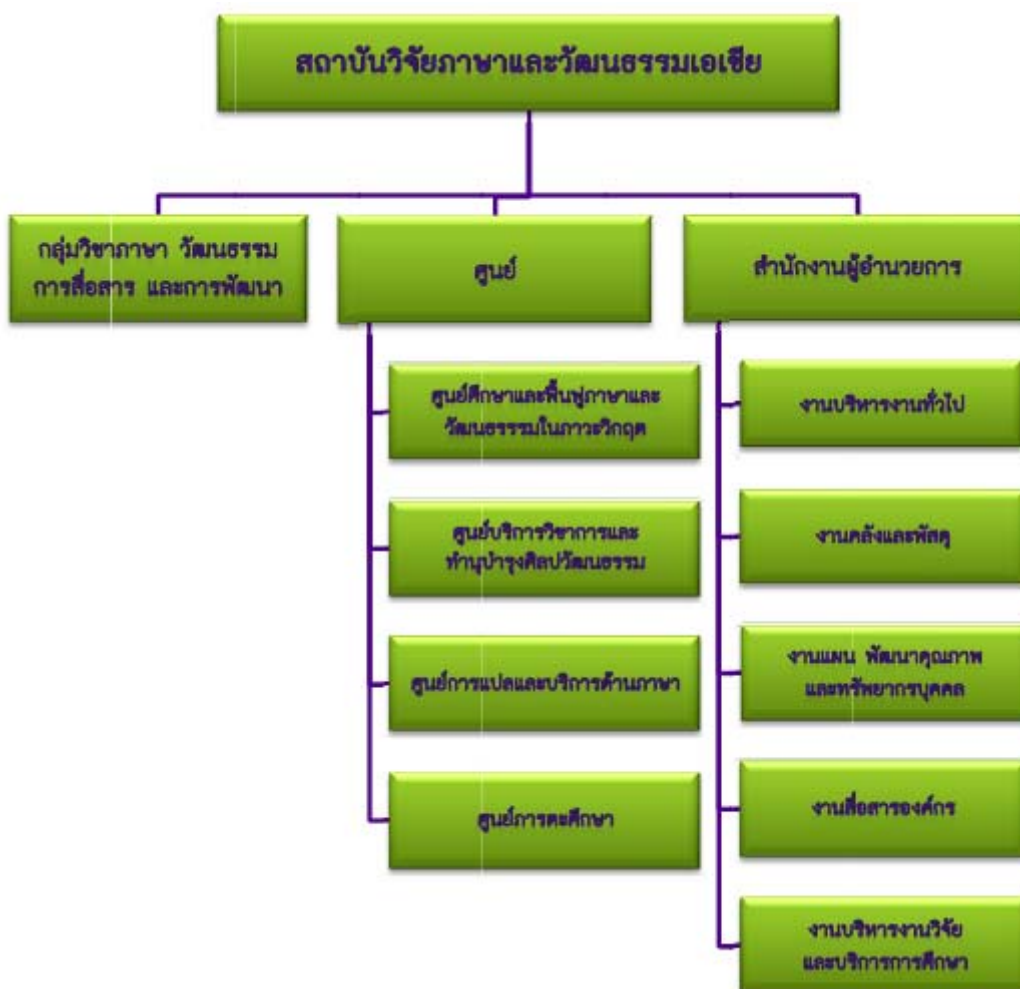 สถาบันวิจัยภาษาและวัฒนธรรมเอเชีย
กลุ่มวิชาภาษา วัฒนธรรม
การสื่อสาร และการพัฒนา
ศูนย์
ศูนย์ศึกษาและฟื้นฟูภาษาและ
วัฒนธรรมในภาวะวิกฤต
ศูนย์บริการวิชาการและ
ทำนุบำรุงศิลปวัฒนธรรม
ศูนย์การแปลและบริการด้านภาษา
ศูนย์ภารตะศึกษา
สำนักงานผู้อำนวยการ
งานบริหารงานทั่วไป
งานคลังและพัสดุ
งานแผน พัฒนาคุณภาพ
และทรัพยากรบุคคล
งานสื่อสารองค์กร
งานบริหารงานวิจัย
และบริการการศึกษา